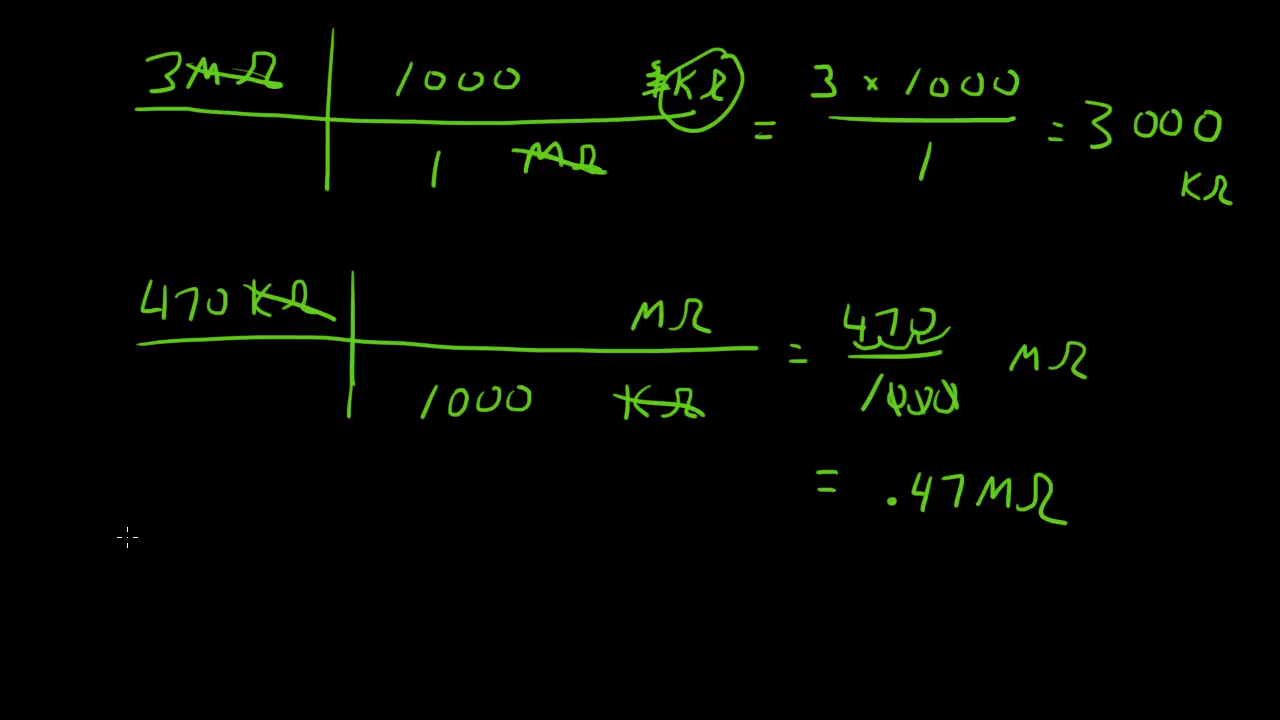 3MΩ 1000 KΩ = 3 × 1000 = 3000
1 MΩ 1 KΩ
470 KΩ MΩ = 470 MΩ
1000 KΩ 1000
= .47MΩ